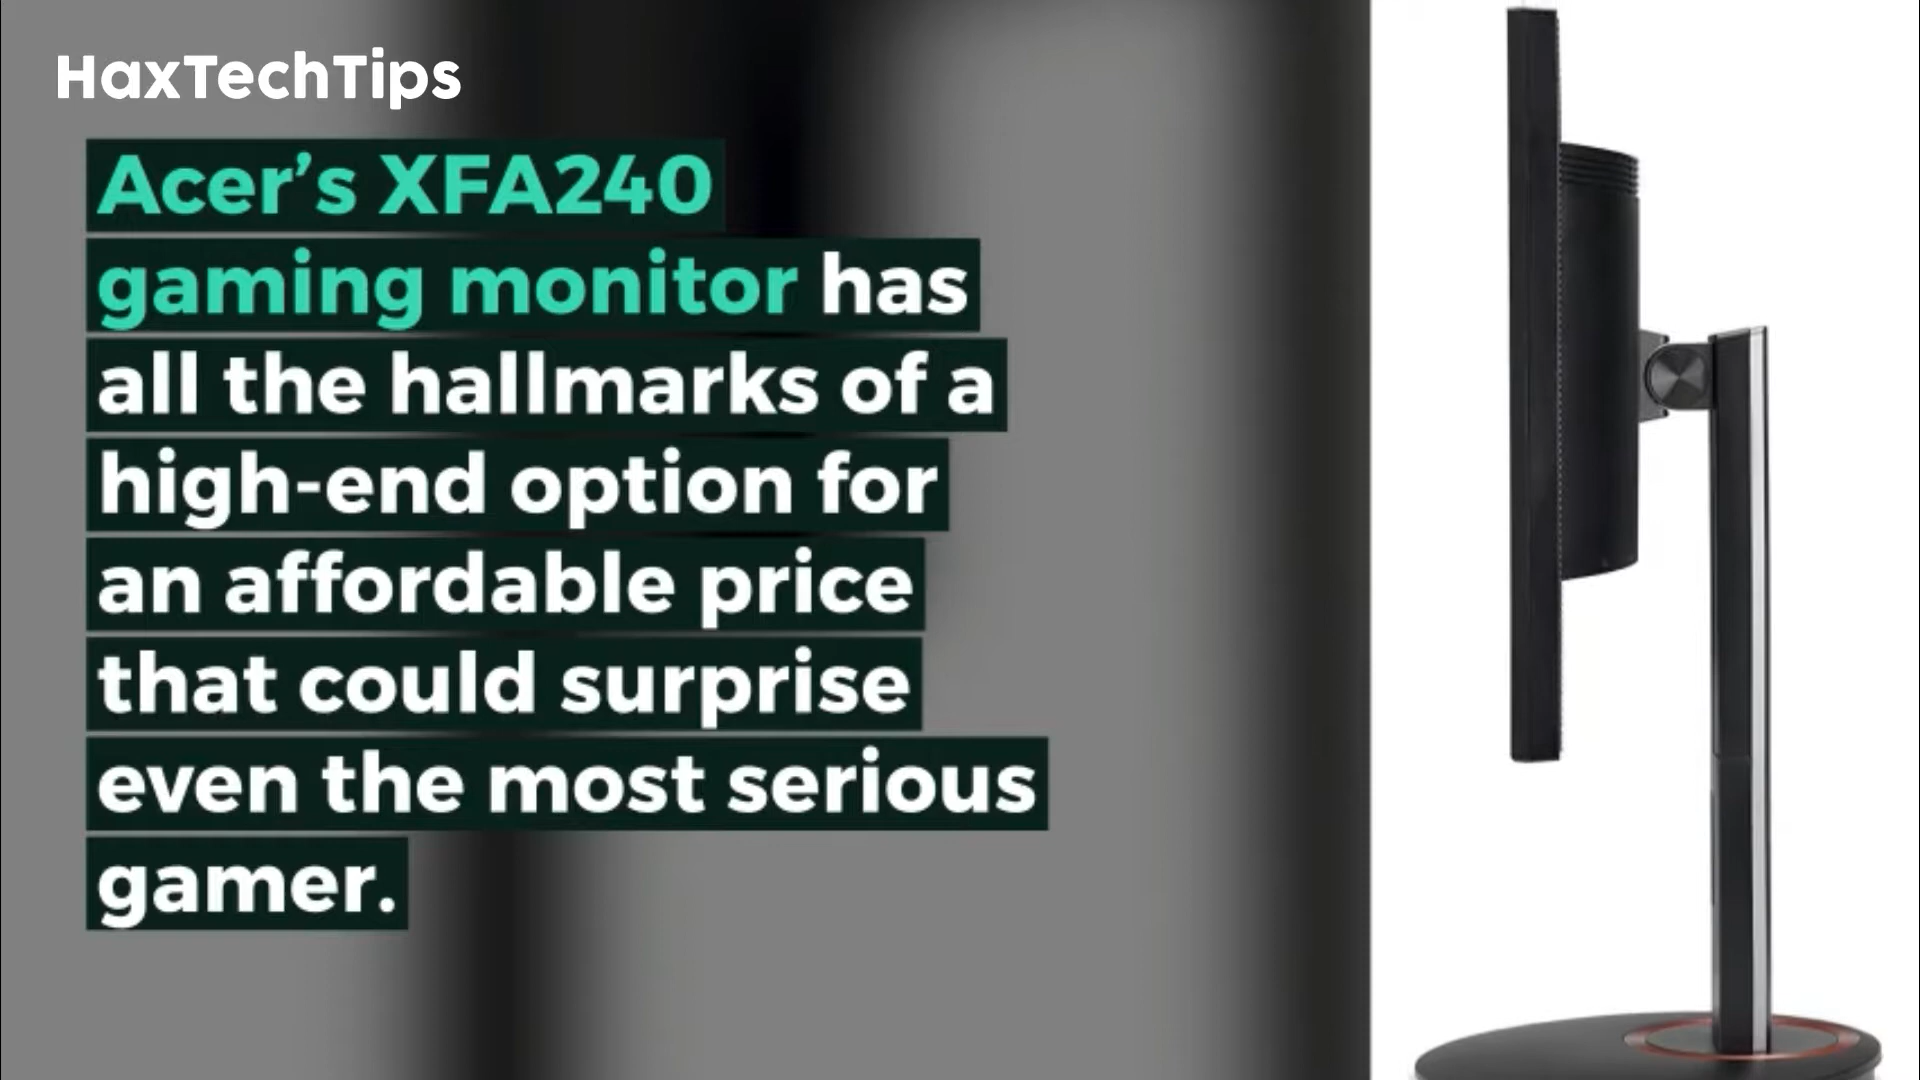 HaxTechTips
Acer’s XFA240
gaming monitor has
all the hallmarks of a
high-end option for
an affordable price
that could surprise
even the most serious
gamer.